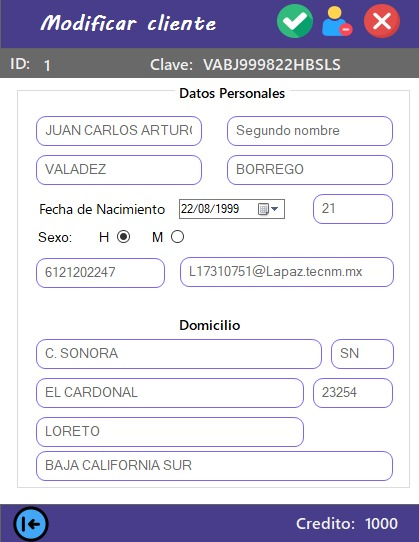 Modificar cliente
ID: 1 Clave: VABJ999822HBSLS
Datos Personales
JUAN CARLOS ARTURO Segundo nombre
VALADEZ BORREGO
Fecha de Nacimiento 22/08/1999 21
Sexo: H M
6121202247 L17310751@Lapaz.tecnm.mx
Domicilio
C. SONORA SN
EL CARDONAL 23254
LORETO
BAJA CALIFORNIA SUR
Credito: 1000